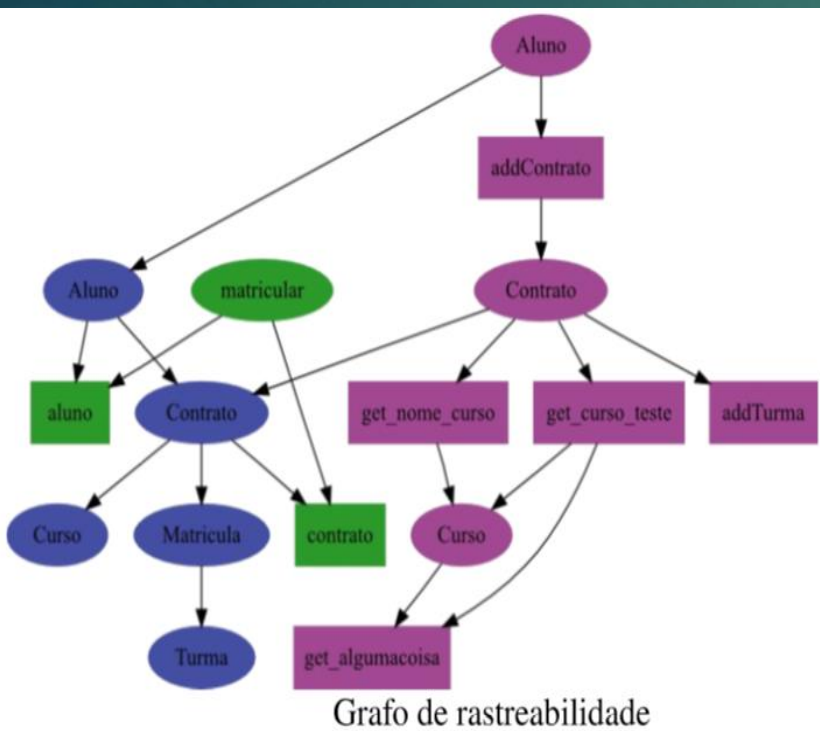 Aluno
addContrato
Aluno
matricular
Contrato
aluno
Contrato
get_nome_curso
get_curso_teste
addTurma
Curso
Matricula
contrato
Curso
Turma
get_algumacoisa
Grafo de rastreabilidade